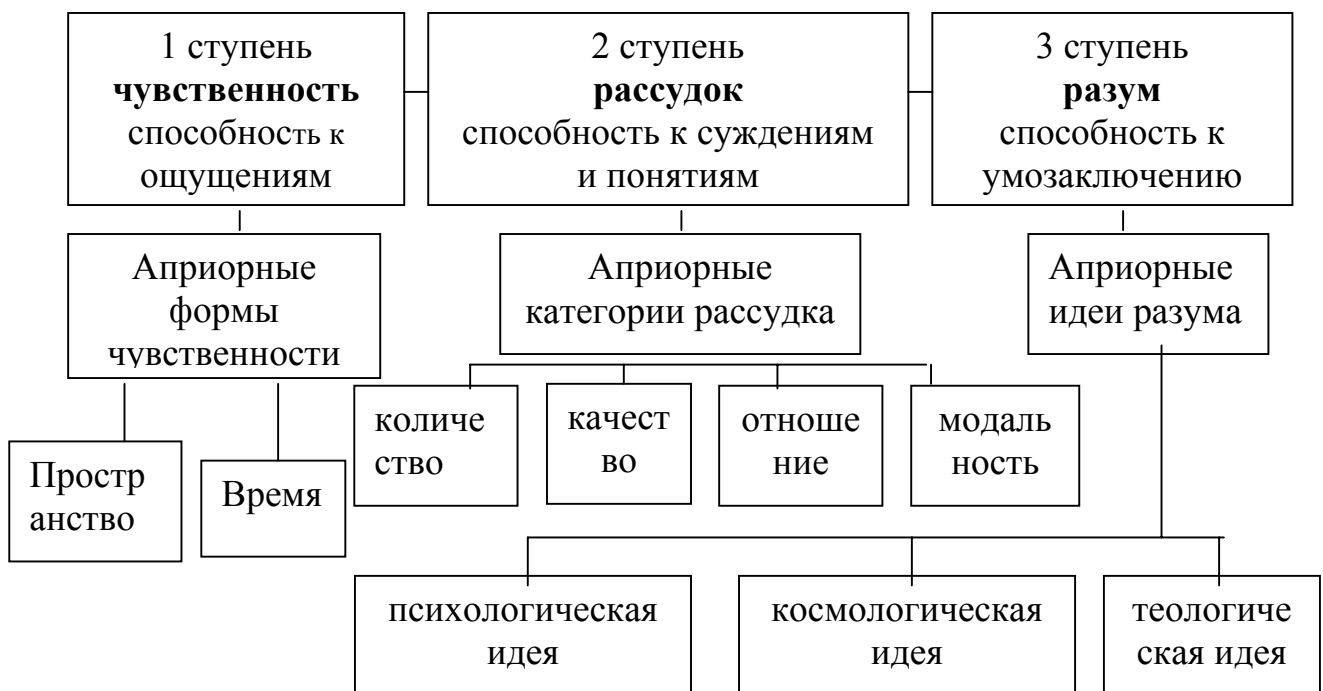 1 ступень
чувственность
способность к
ощущениям
2 ступень
рассудок
способность к суждениям
и понятиям
3 ступень
разум
способность к
умозаключению
Априорные
формы
чувственности
Априорные
категории рассудка
Априорные
идеи разума
количе
ство
качест
во
отноше
ние
модаль
ность
Простр
анство
Время
психологическая
идея
космологическая
идея
теологиче
ская идея